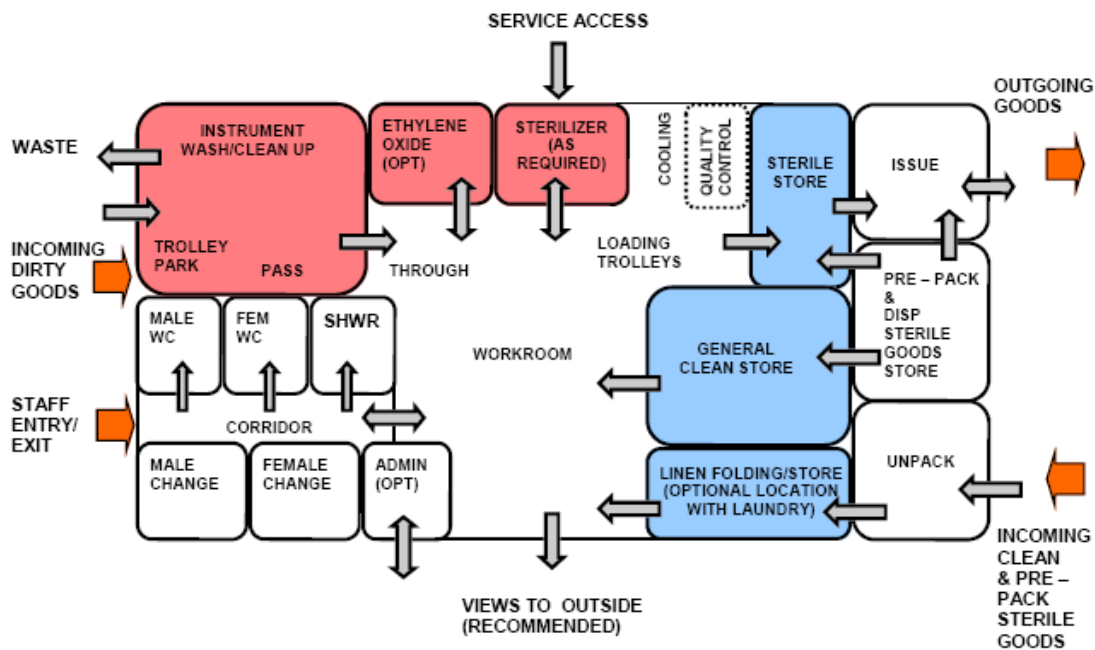 SERVICE ACCESS
OUTGOING
GOODS
WASTE
INSTRUMENT
WASH/CLEAN UP
ETHYLENE
OXIDE
(OPT)
STERILIZER
(AS
REQUIRED)
COOLING
QUALITY
CONTROL
STERILE
STORE
ISSUE
INCOMING
DIRTY
GOODS
TROLLEY
PARK
PASS
THROUGH
LOADING
TROLLEYS
PRE – PACK
&
DISP
STERILE
GOODS
STORE
MALE
WC
FEM
WC
SHWR
WORKROOM
GENERAL
CLEAN STORE
STAFF
ENTRY/
EXIT
CORRIDOR
MALE
CHANGE
FEMALE
CHANGE
ADMIN
(OPT)
LINEN FOLDING/STORE
(OPTIONAL LOCATION
WITH LAUNDRY)
UNPACK
INCOMING
CLEAN
& PRE –
PACK
STERILE
GOODS
VIEWS TO OUTSIDE
(RECOMMENDED)